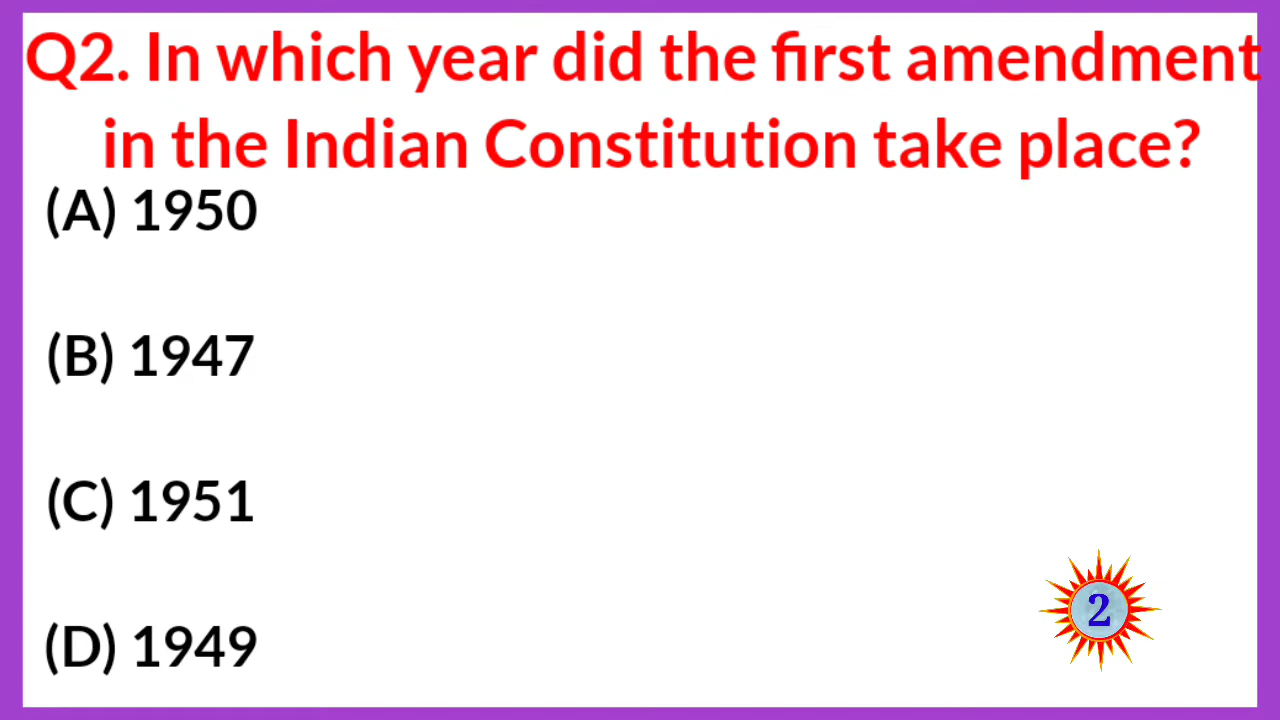 Q2. In which year did the first amendment
in the Indian Constitution take place?
(A) 1950
(B) 1947
(C) 1951
(D) 1949
2